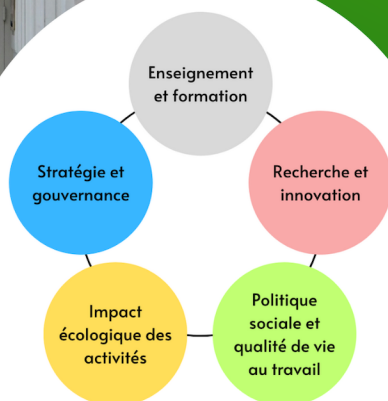 Enseignement
et formation
Stratégie et
gouvernance
Recherche et
innovation
Impact
écologique des
activités
Politique
sociale et
qualité de vie
au travail